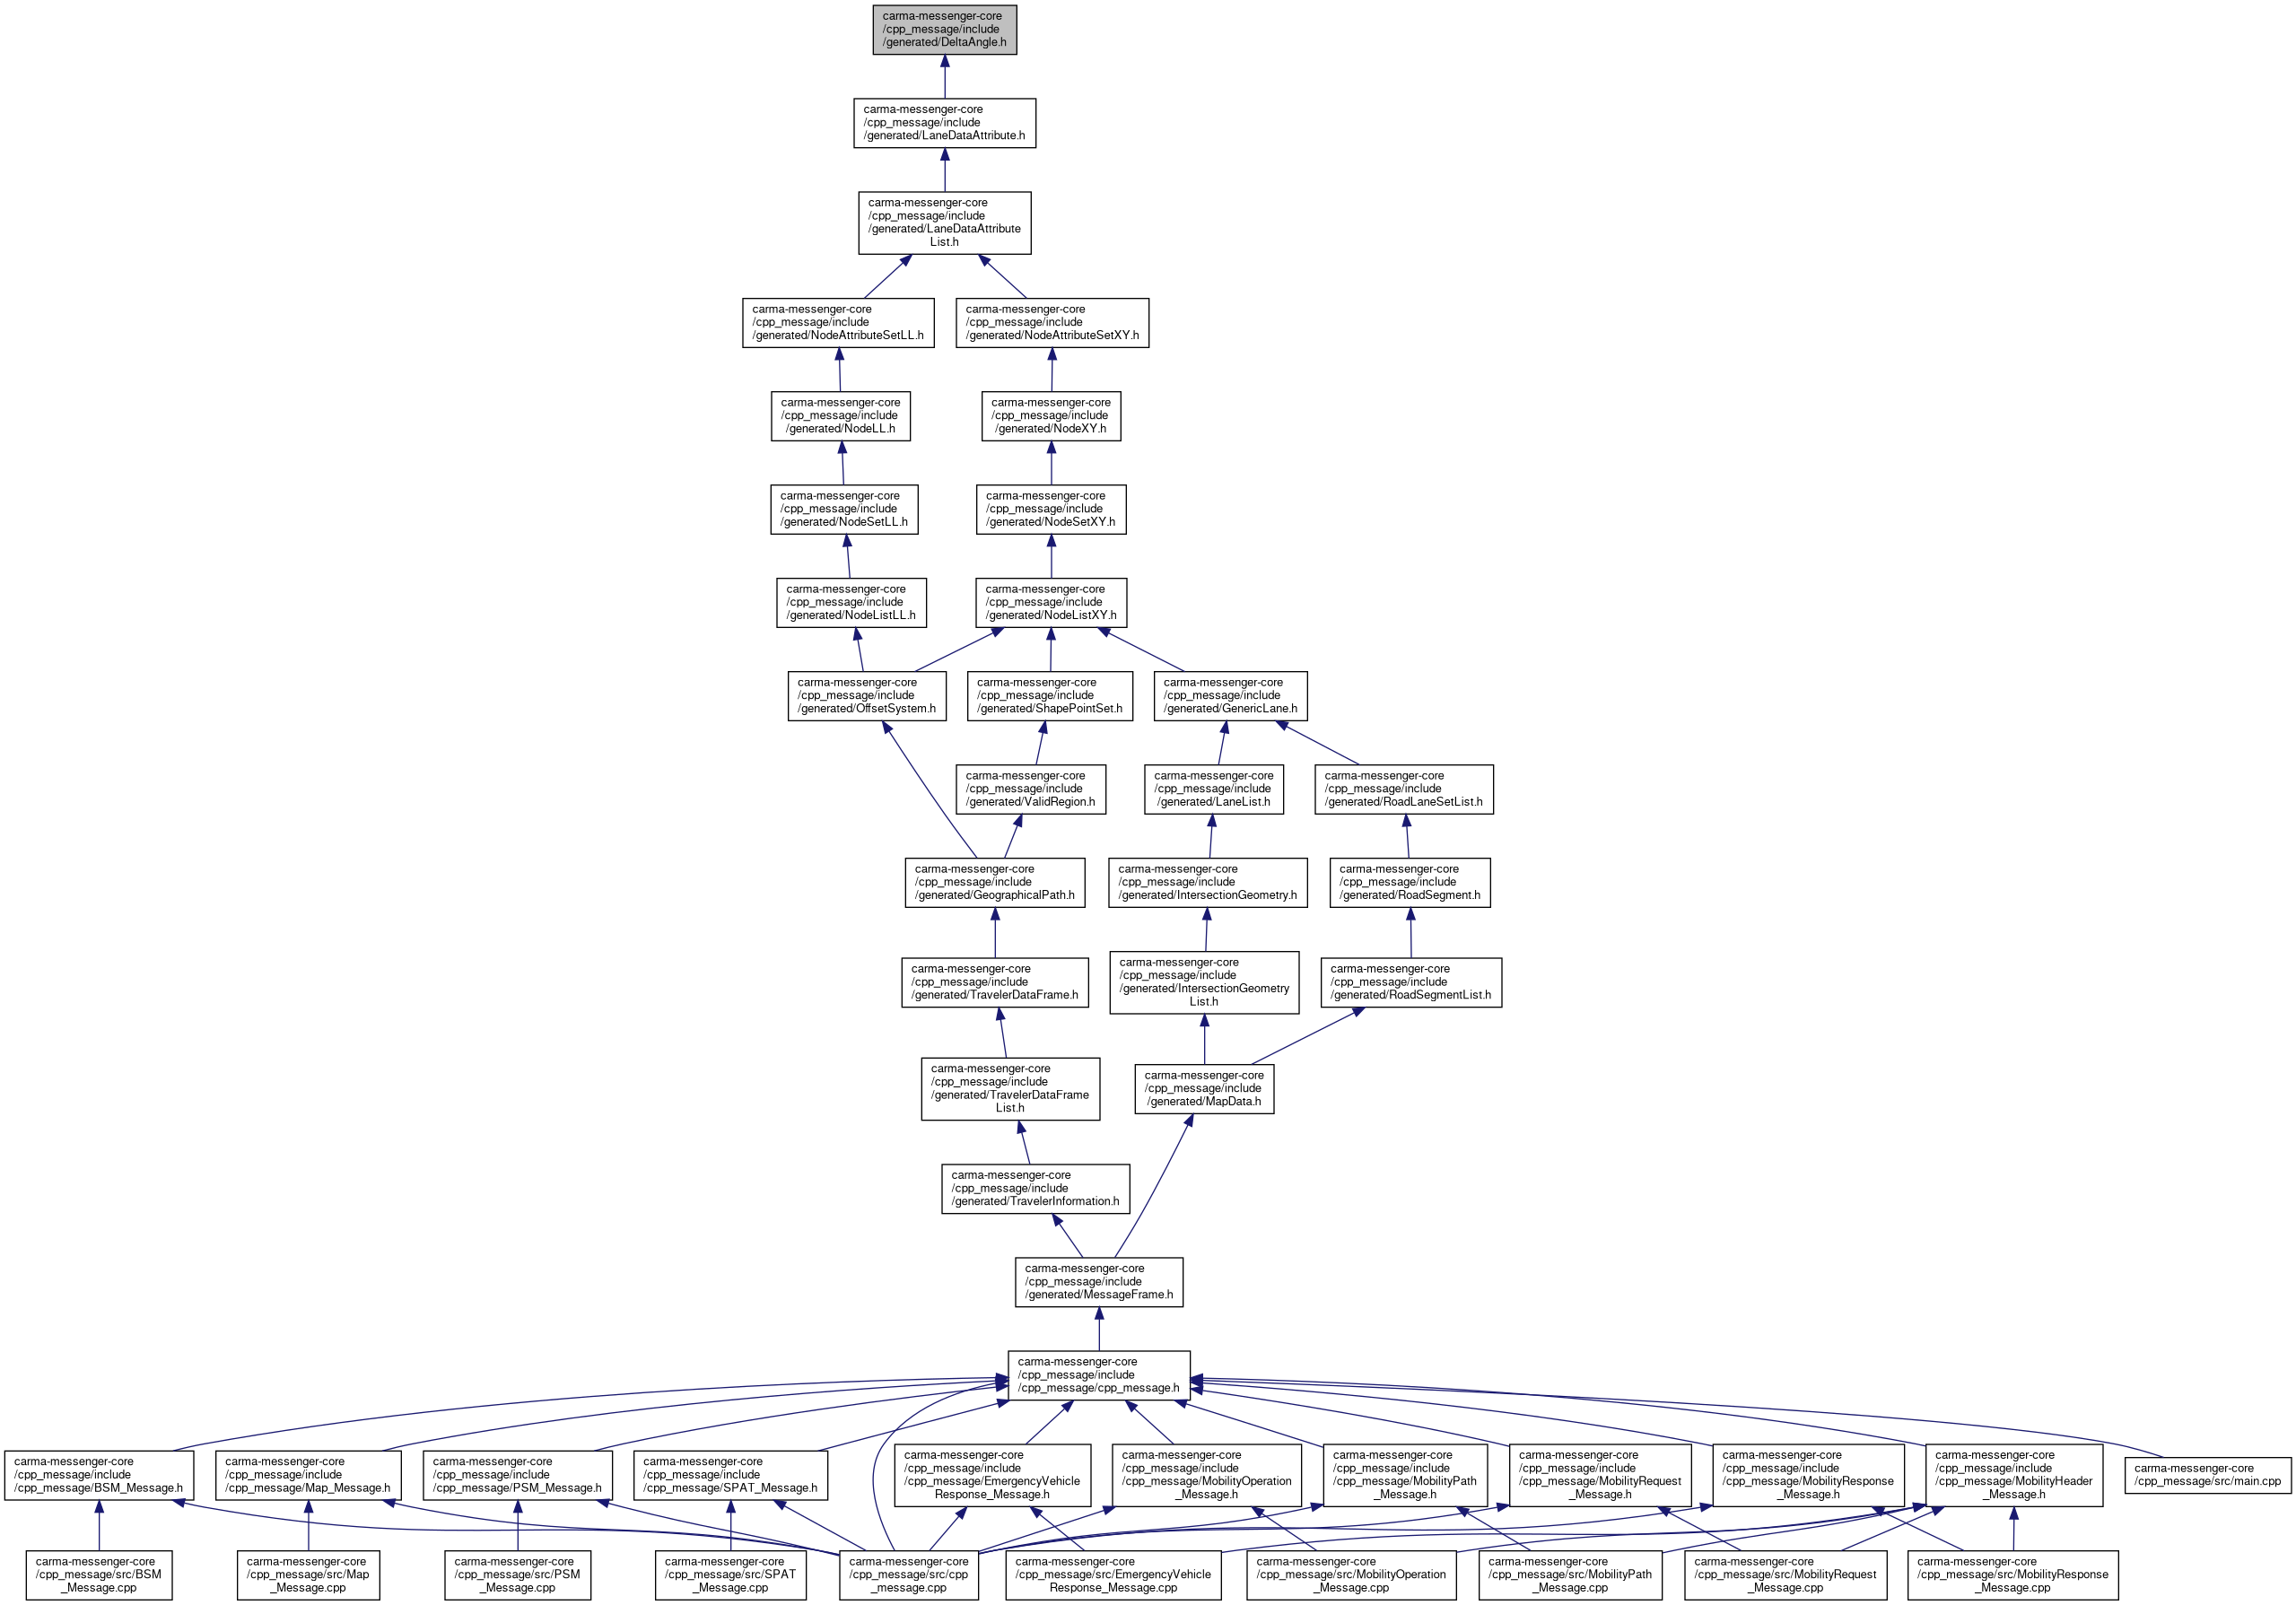 carma-messenger-core
/cpp_message/include
/generated/DeltaAngle.h
carma-messenger-core
/cpp_message/include
/generated/LaneDataAttribute.h
carma-messenger-core
/cpp_message/include
/generated/LaneDataAttribute
List.h
carma-messenger-core
/cpp_message/include
/generated/NodeAttributeSetLL.h
carma-messenger-core
/cpp_message/include
/generated/NodeAttributeSetXY.h
carma-messenger-core
/cpp_message/include
/generated/NodeLL.h
carma-messenger-core
/cpp_message/include
/generated/NodeXY.h
carma-messenger-core
/cpp_message/include
/generated/NodeSetLL.h
carma-messenger-core
/cpp_message/include
/generated/NodeSetXY.h
carma-messenger-core
/cpp_message/include
/generated/NodeListLL.h
carma-messenger-core
/cpp_message/include
/generated/NodeListXY.h
carma-messenger-core
/cpp_message/include
/generated/OffsetSystem.h
carma-messenger-core
/cpp_message/include
/generated/ShapePointSet.h
carma-messenger-core
/cpp_message/include
/generated/GenericLane.h
carma-messenger-core
/cpp_message/include
/generated/ValidRegion.h
carma-messenger-core
/cpp_message/include
/generated/LaneList.h
carma-messenger-core
/cpp_message/include
/generated/RoadLaneSetList.h
carma-messenger-core
/cpp_message/include
/generated/GeographicalPath.h
carma-messenger-core
/cpp_message/include
/generated/IntersectionGeometry.h
carma-messenger-core
/cpp_message/include
/generated/RoadSegment.h
carma-messenger-core
/cpp_message/include
/generated/TravelerDataFrame.h
carma-messenger-core
/cpp_message/include
/generated/IntersectionGeometry
List.h
carma-messenger-core
/cpp_message/include
/generated/RoadSegmentList.h
carma-messenger-core
/cpp_message/include
/generated/TravelerDataFrame
List.h
carma-messenger-core
/cpp_message/include
/generated/MapData.h
carma-messenger-core
/cpp_message/include
/generated/TravelerInformation.h
carma-messenger-core
/cpp_message/include
/generated/MessageFrame.h
carma-messenger-core
/cpp_message/include
/cpp_message/cpp_message.h
carma-messenger-core
/cpp_message/include
/cpp_message/BSM_Message.h
carma-messenger-core
/cpp_message/include
/cpp_message/Map_Message.h
carma-messenger-core
/cpp_message/include
/cpp_message/PSM_Message.h
carma-messenger-core
/cpp_message/include
/cpp_message/SPAT_Message.h
carma-messenger-core
/cpp_message/include
/cpp_message/EmergencyVehicle
Response_Message.h
carma-messenger-core
/cpp_message/include
/cpp_message/MobilityOperation
_Message.h
carma-messenger-core
/cpp_message/include
/cpp_message/MobilityPath
_Message.h
carma-messenger-core
/cpp_message/include
/cpp_message/MobilityRequest
_Message.h
carma-messenger-core
/cpp_message/include
/cpp_message/MobilityResponse
_Message.h
carma-messenger-core
/cpp_message/include
/cpp_message/MobilityHeader
_Message.h
carma-messenger-core
/cpp_message/src/main.cpp
carma-messenger-core
/cpp_message/src/BSM
_Message.cpp
carma-messenger-core
/cpp_message/src/Map
_Message.cpp
carma-messenger-core
/cpp_message/src/PSM
_Message.cpp
carma-messenger-core
/cpp_message/src/SPAT
_Message.cpp
carma-messenger-core
/cpp_message/src/cpp
_message.cpp
carma-messenger-core
/cpp_message/src/EmergencyVehicle
Response_Message.cpp
carma-messenger-core
/cpp_message/src/MobilityOperation
_Message.cpp
carma-messenger-core
/cpp_message/src/MobilityPath
_Message.cpp
carma-messenger-core
/cpp_message/src/MobilityRequest
_Message.cpp
carma-messenger-core
/cpp_message/src/MobilityResponse
_Message.cpp